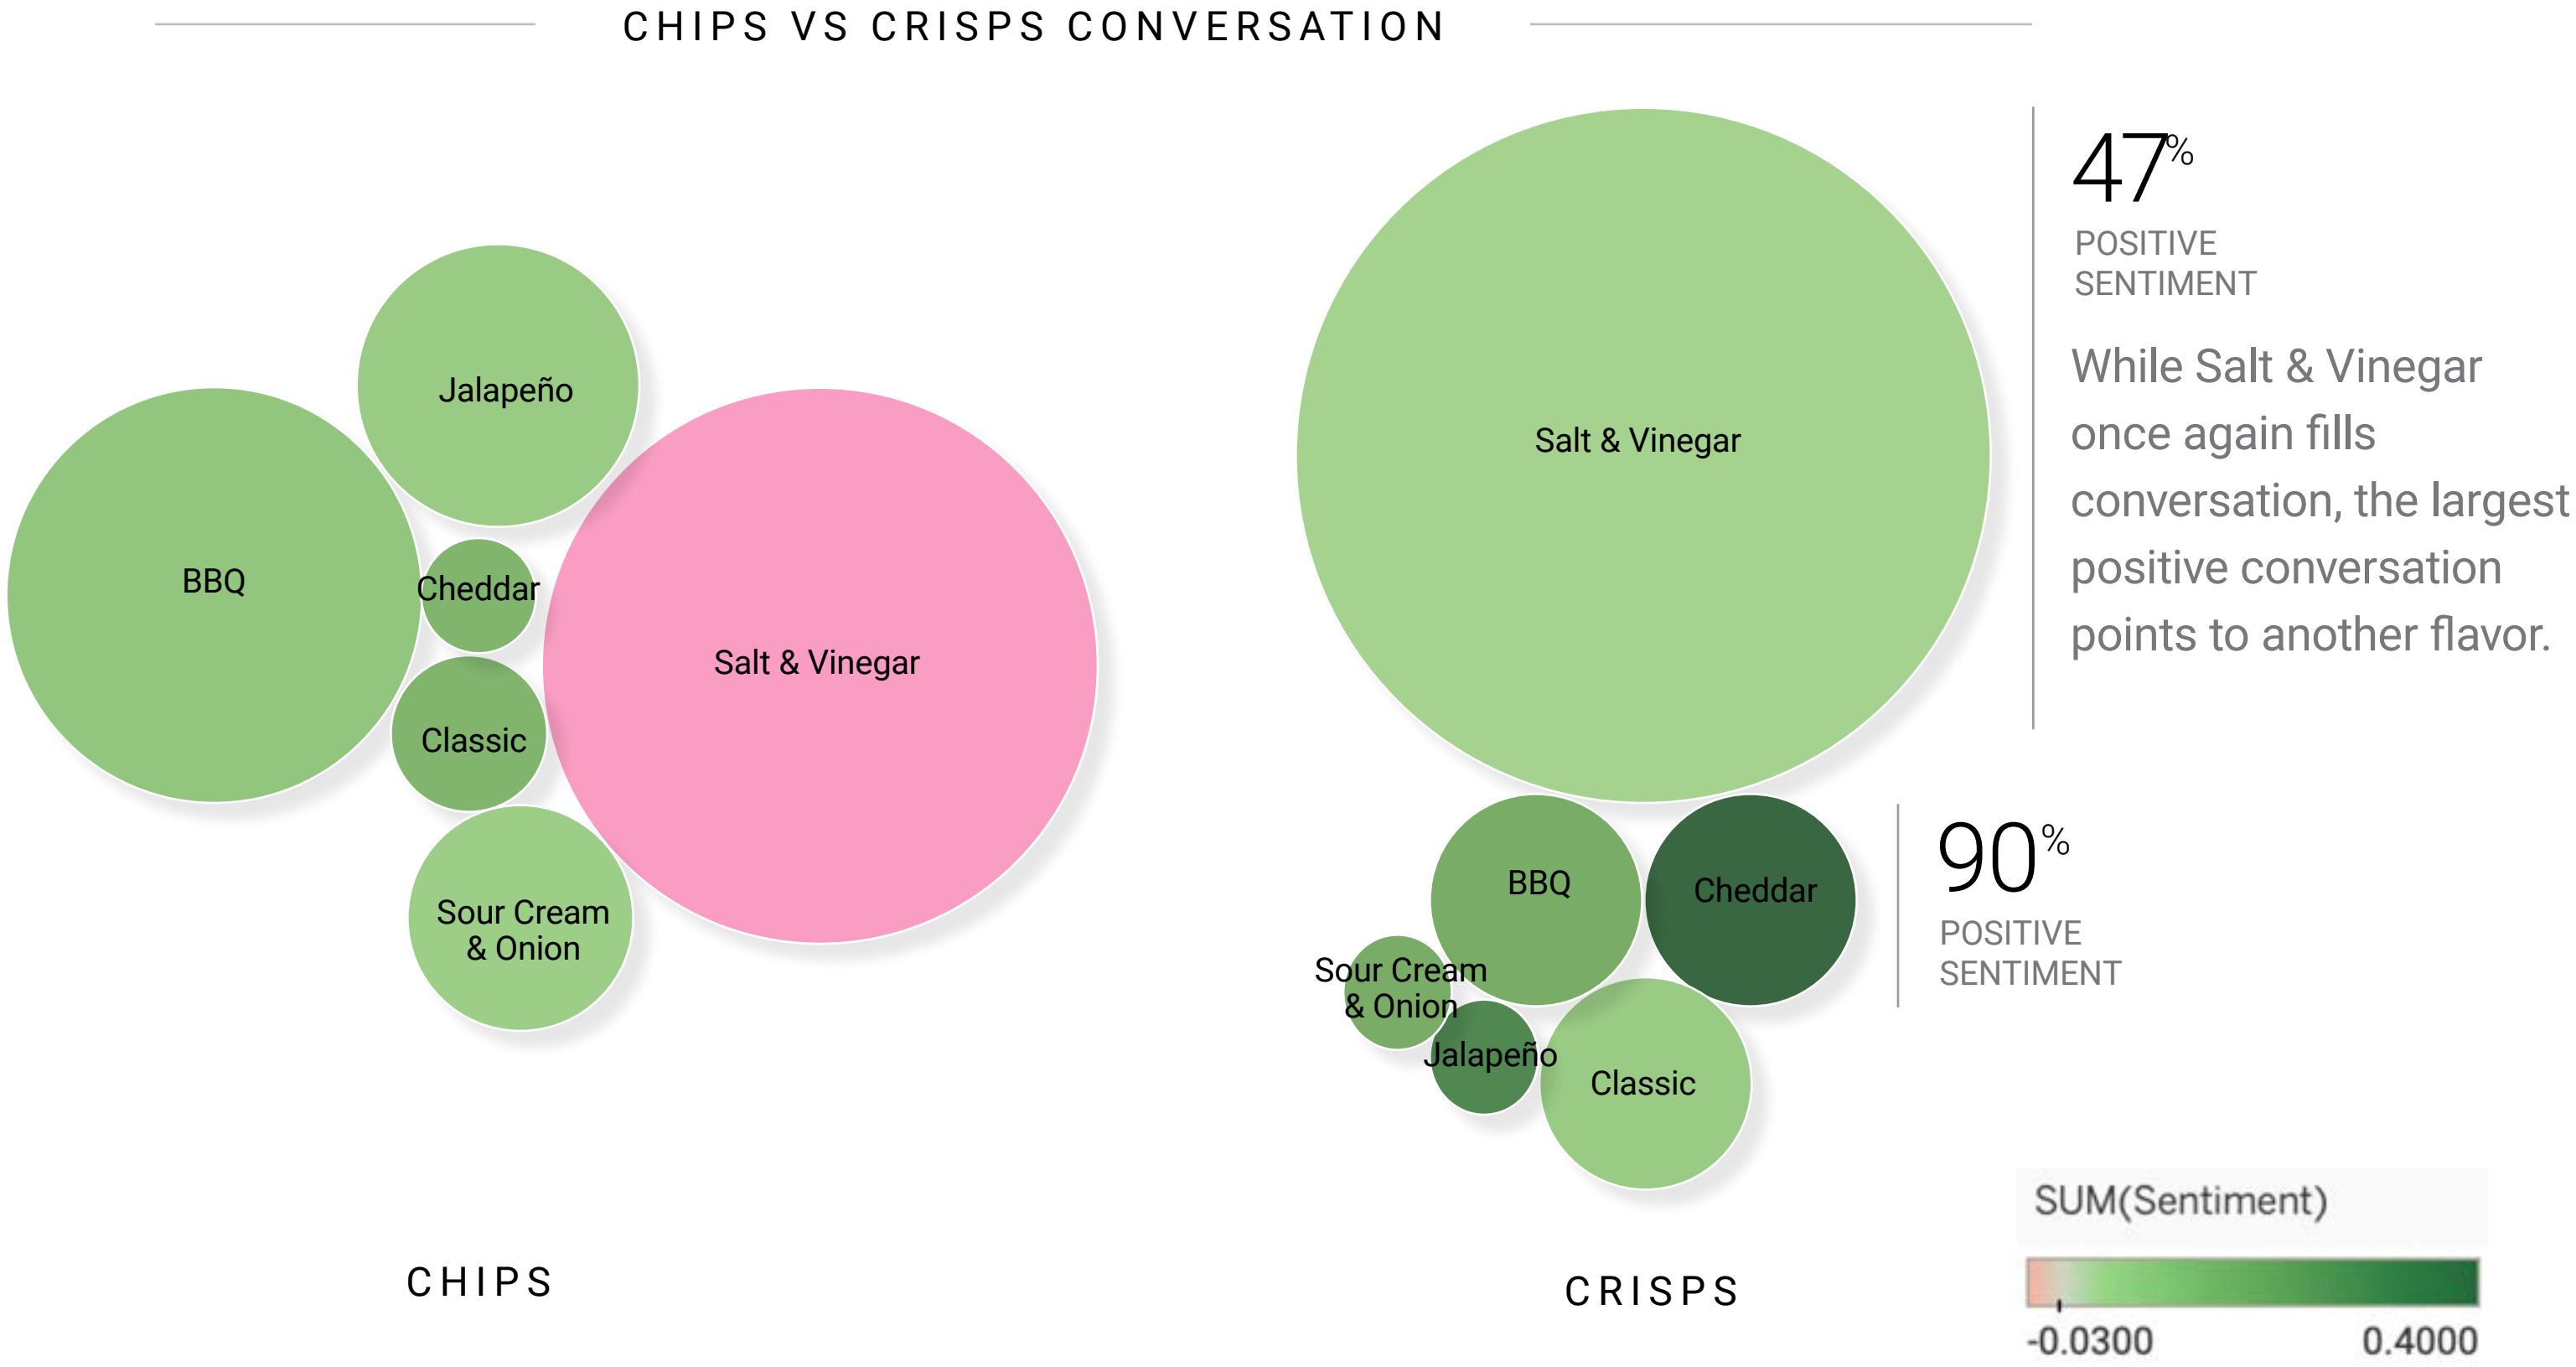 CHIPS VS CRISPS CONVERSATION
Jalapeño
BBQ
Cheddar
Salt & Vinegar
Classic
Sour Cream
& Onion
CHIPS
Salt & Vinegar
BBQ
Cheddar
Sour Cream
& Onion
Jalapeño
Classic
CRISPS
47%
POSITIVE
SENTIMENT
While Salt & Vinegar
once again fills
conversation, the largest
positive conversation
points to another flavor.
90%
POSITIVE
SENTIMENT
SUM(Sentiment)
-0.0300 0.4000